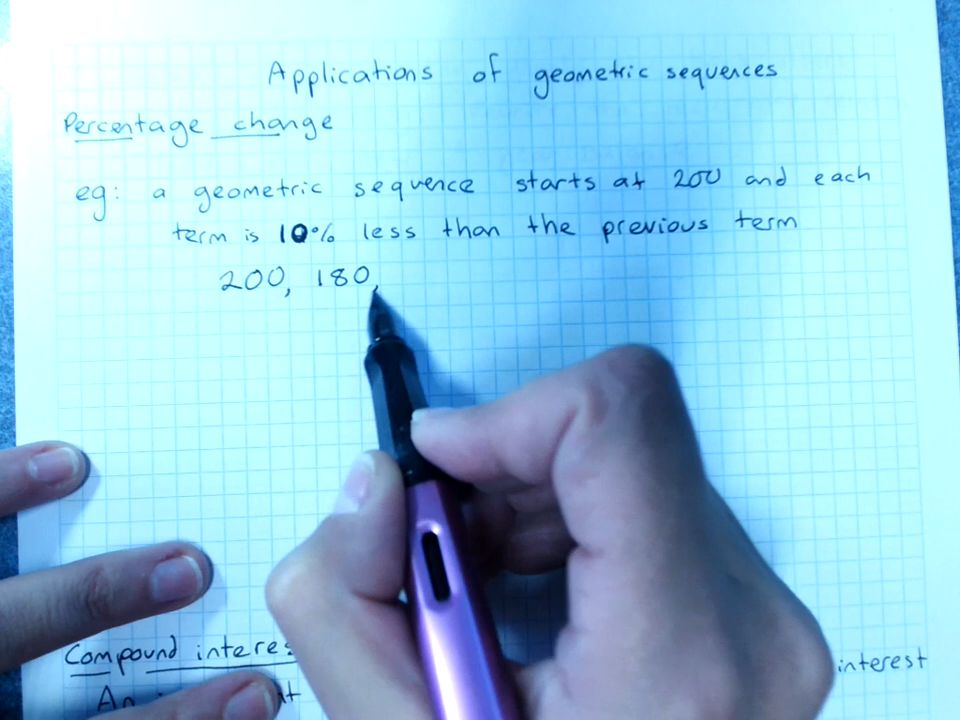 Applications of geometric sequences
Percentage change
eg: a geometric sequence starts at 200 and each
term is 10% less than the previous term
200, 180,
Compound interest
An